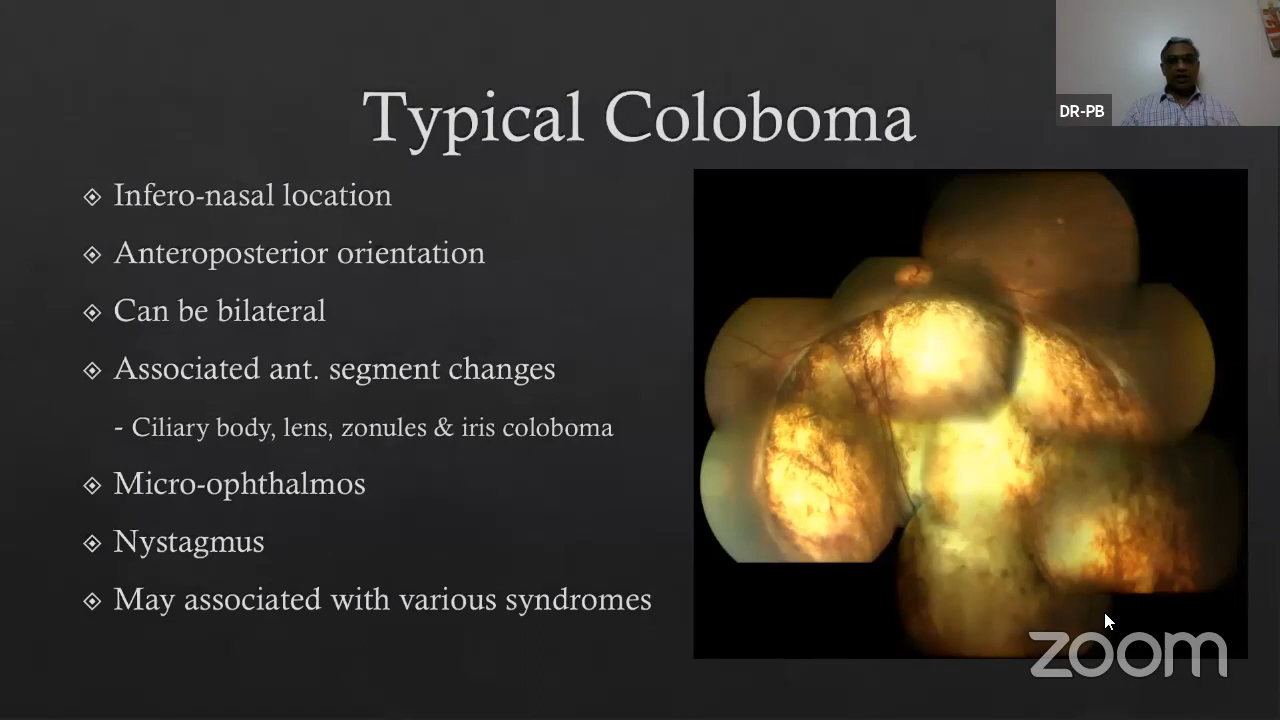 Typical Coloboma
DR-PB
Infero-nasal location
Anteroposterior orientation
Can be bilateral
Associated ant. segment changes
- Ciliary body, lens, zonules & iris coloboma
Micro-ophthalmos
Nystagmus
May associated with various syndromes
zoom